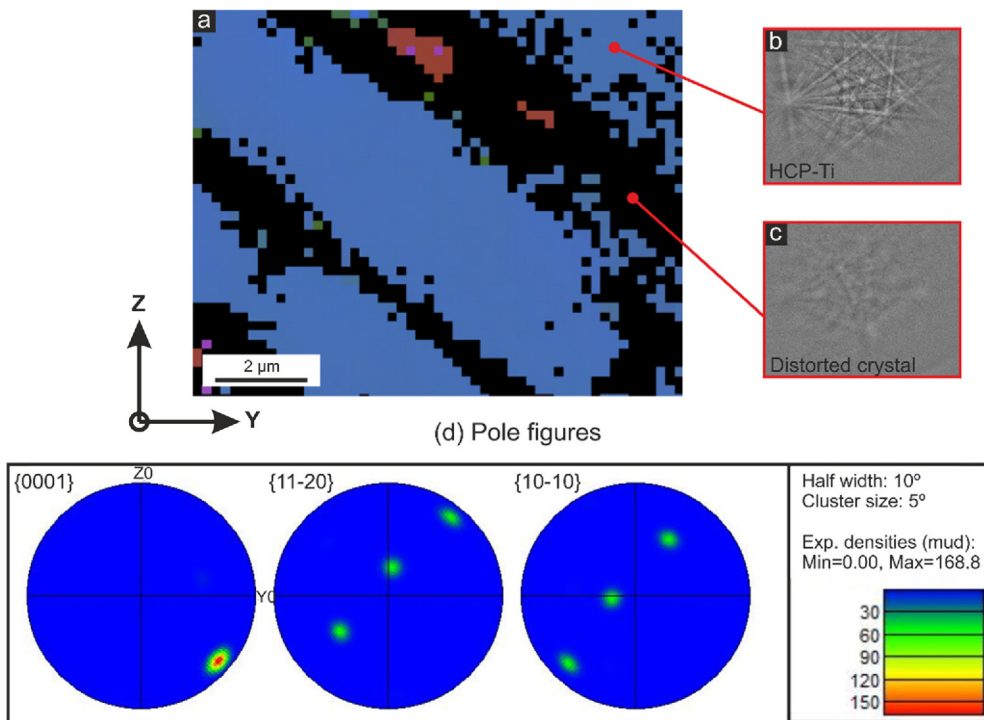 a
b
HCP-Ti
c
Distorted crystal
Z
Y
2 µm
(d) Pole figures
{0001}
Z0
Y0
{11-20}
{10-10}
Half width: 10º
Cluster size: 5º
Exp. densities (mud):
Min=0.00, Max=168.8
30
60
90
120
150